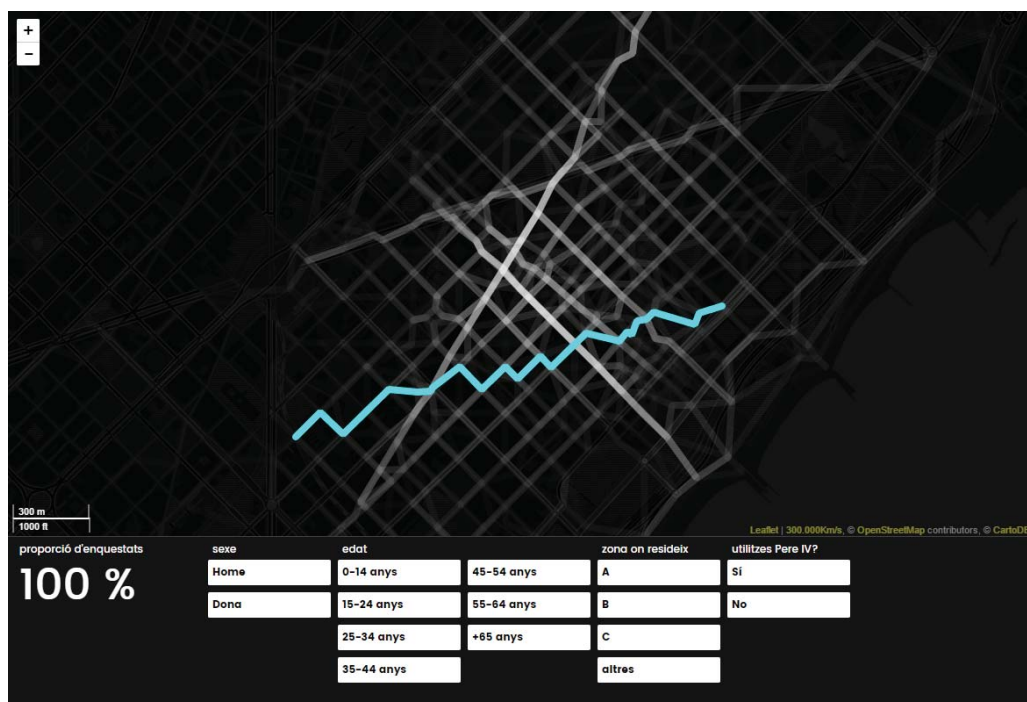 +
−
300 m
1000 ft
Leaflet | 300.000Km/s, © OpenStreetMap contributors, © CartoDB
proporció d'enquestats
100 %
sexe
Home
Dona
edat
0-14 anys
15-24 anys
25-34 anys
35-44 anys
45-54 anys
55-64 anys
+65 anys
zona on resideix
A
B
C
altres
utilitzes Pere IV?
Sí
No